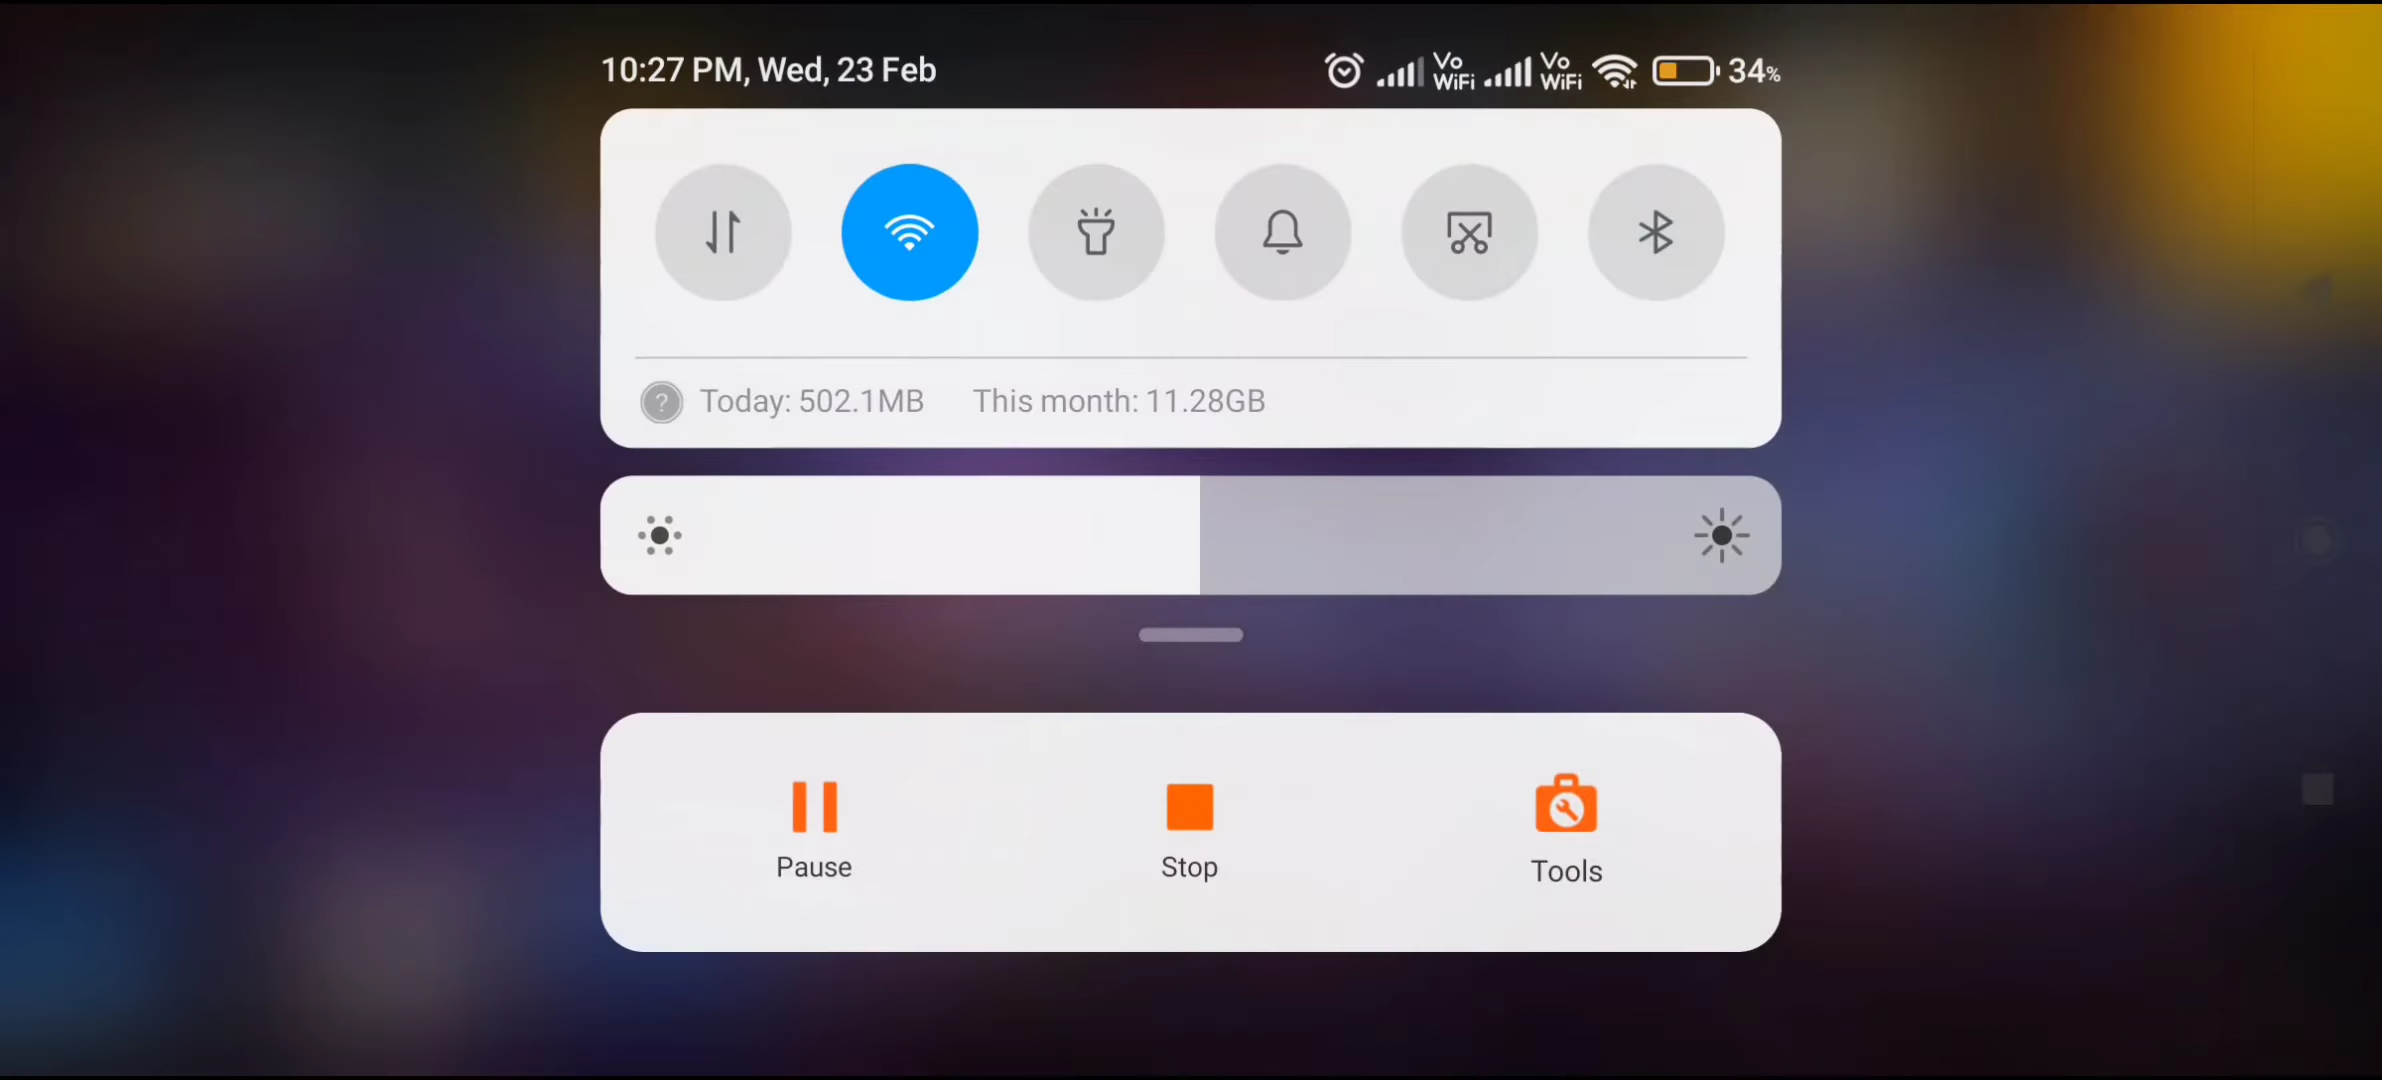 10:27 PM, Wed, 23 Feb Vo WiFi Vo WiFi 34%
Today: 502.1MB This month: 11.28GB
Pause Stop Tools